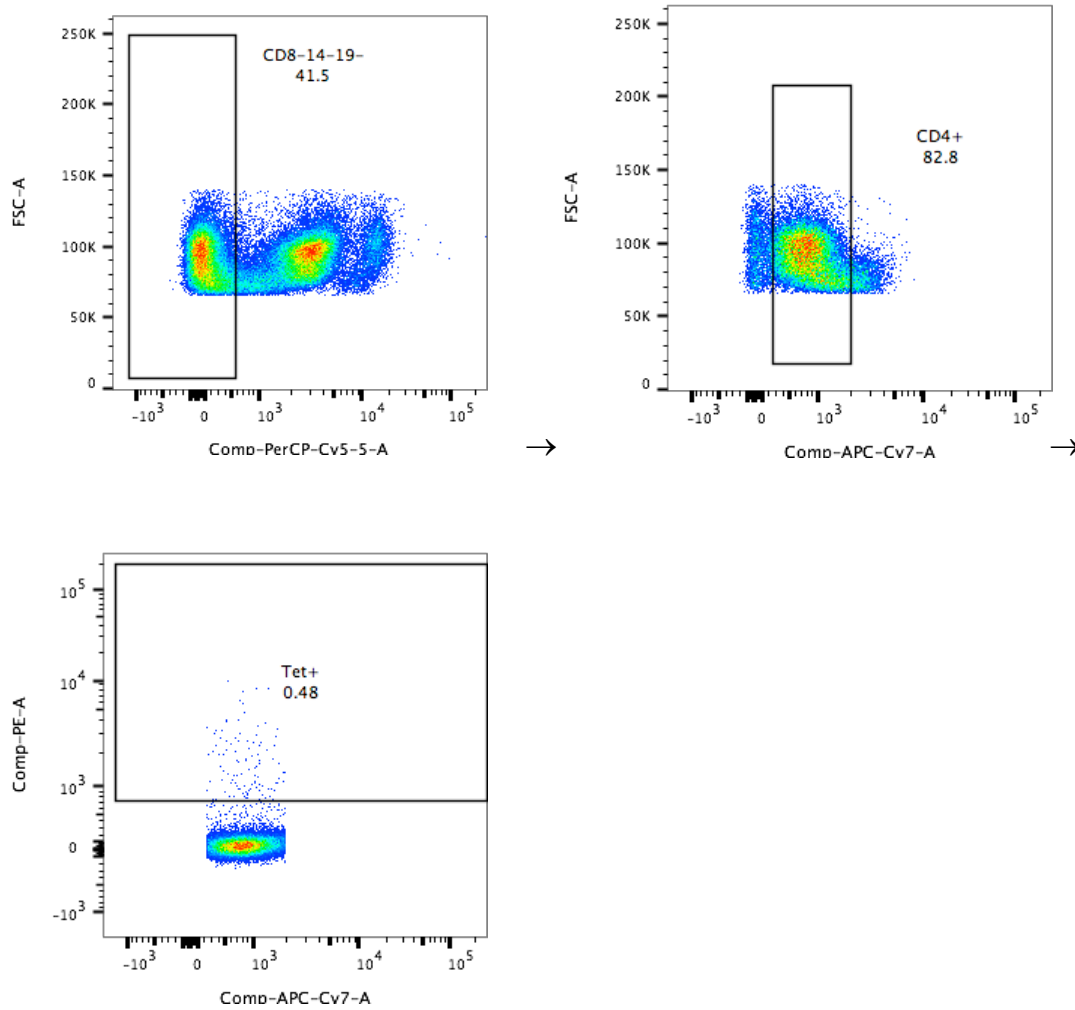 250K
200K
150K
100K
50K
0
FSC-A
CD8-14-19-
41.5
-10³ 0 10³ 10⁴ 10⁵
Comp-PerCP-Cy5-5-A
→
250K
200K
150K
100K
50K
0
FSC-A
CD4+
82.8
-10³ 0 10³ 10⁴ 10⁵
Comp-APC-Cy7-A
→
10⁵
10⁴
10³
0
-10³
Comp-PE-A
Tet+
0.48
-10³ 0 10³ 10⁴ 10⁵
Comp-APC-Cy7-A